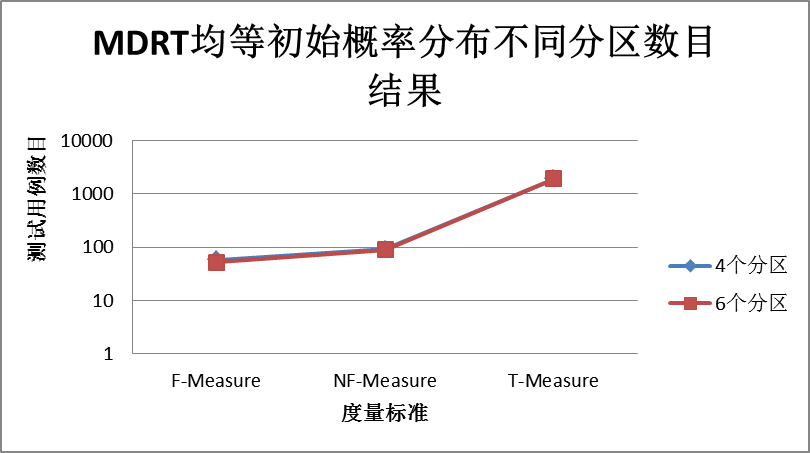 MDRT均等初始概率分布不同分区数目
结果
测试用例数目
10000
1000
100
10
1
F-Measure
NF-Measure
T-Measure
度量标准
4个分区
6个分区